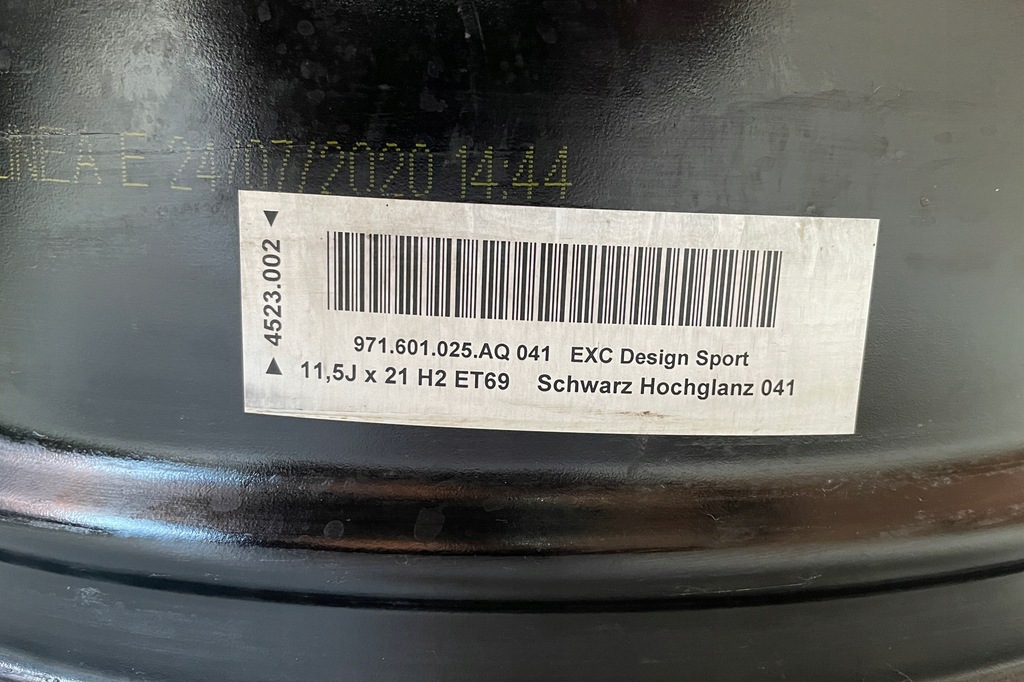 LINEA E 24/07/2020 14:44
4523.002
971.601.025.AQ 041 EXC Design Sport
11,5J x 21 H2 ET69 Schwarz Hochglanz 041